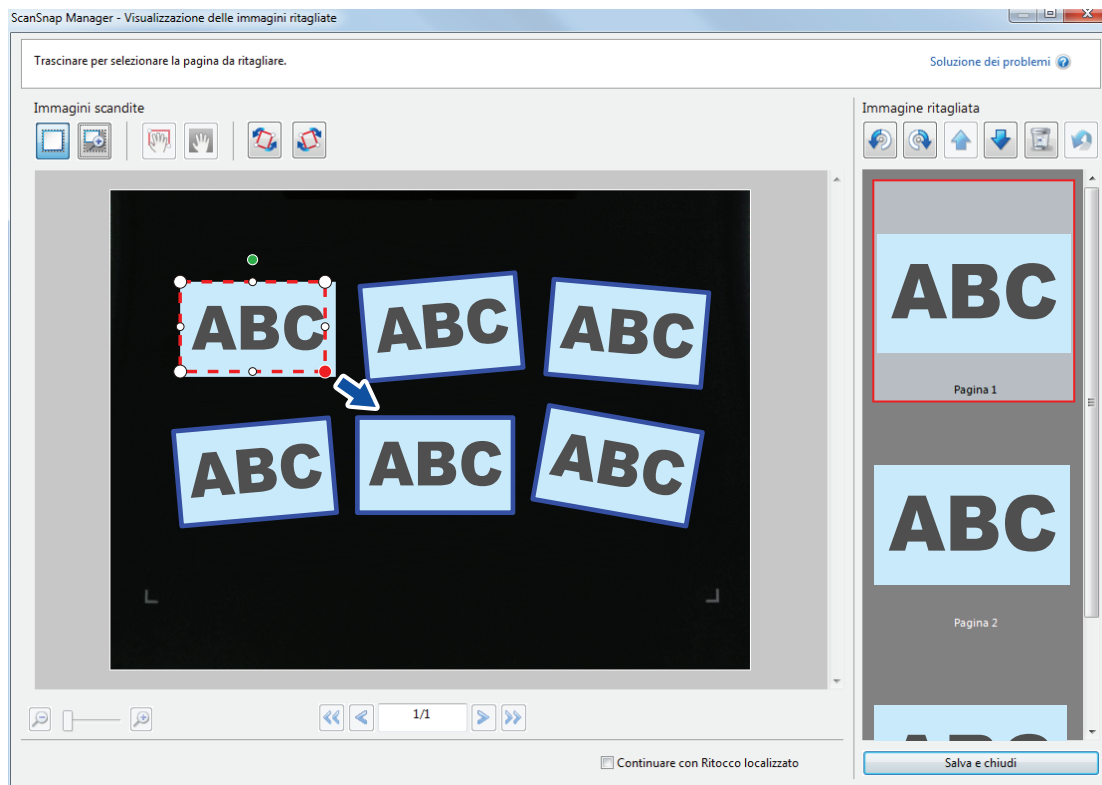 ScanSnap Manager - Visualizzazione delle immagini ritagliate
Trascinare per selezionare la pagina da ritagliare.
Soluzione dei problemi
Immagini scandite
Immagine ritagliata
ABC
ABC
ABC
ABC
ABC
ABC
ABC
Pagina 1
ABC
Pagina 2
ABC
1/1
Continuare con Ritocco localizzato
Salva e chiudi